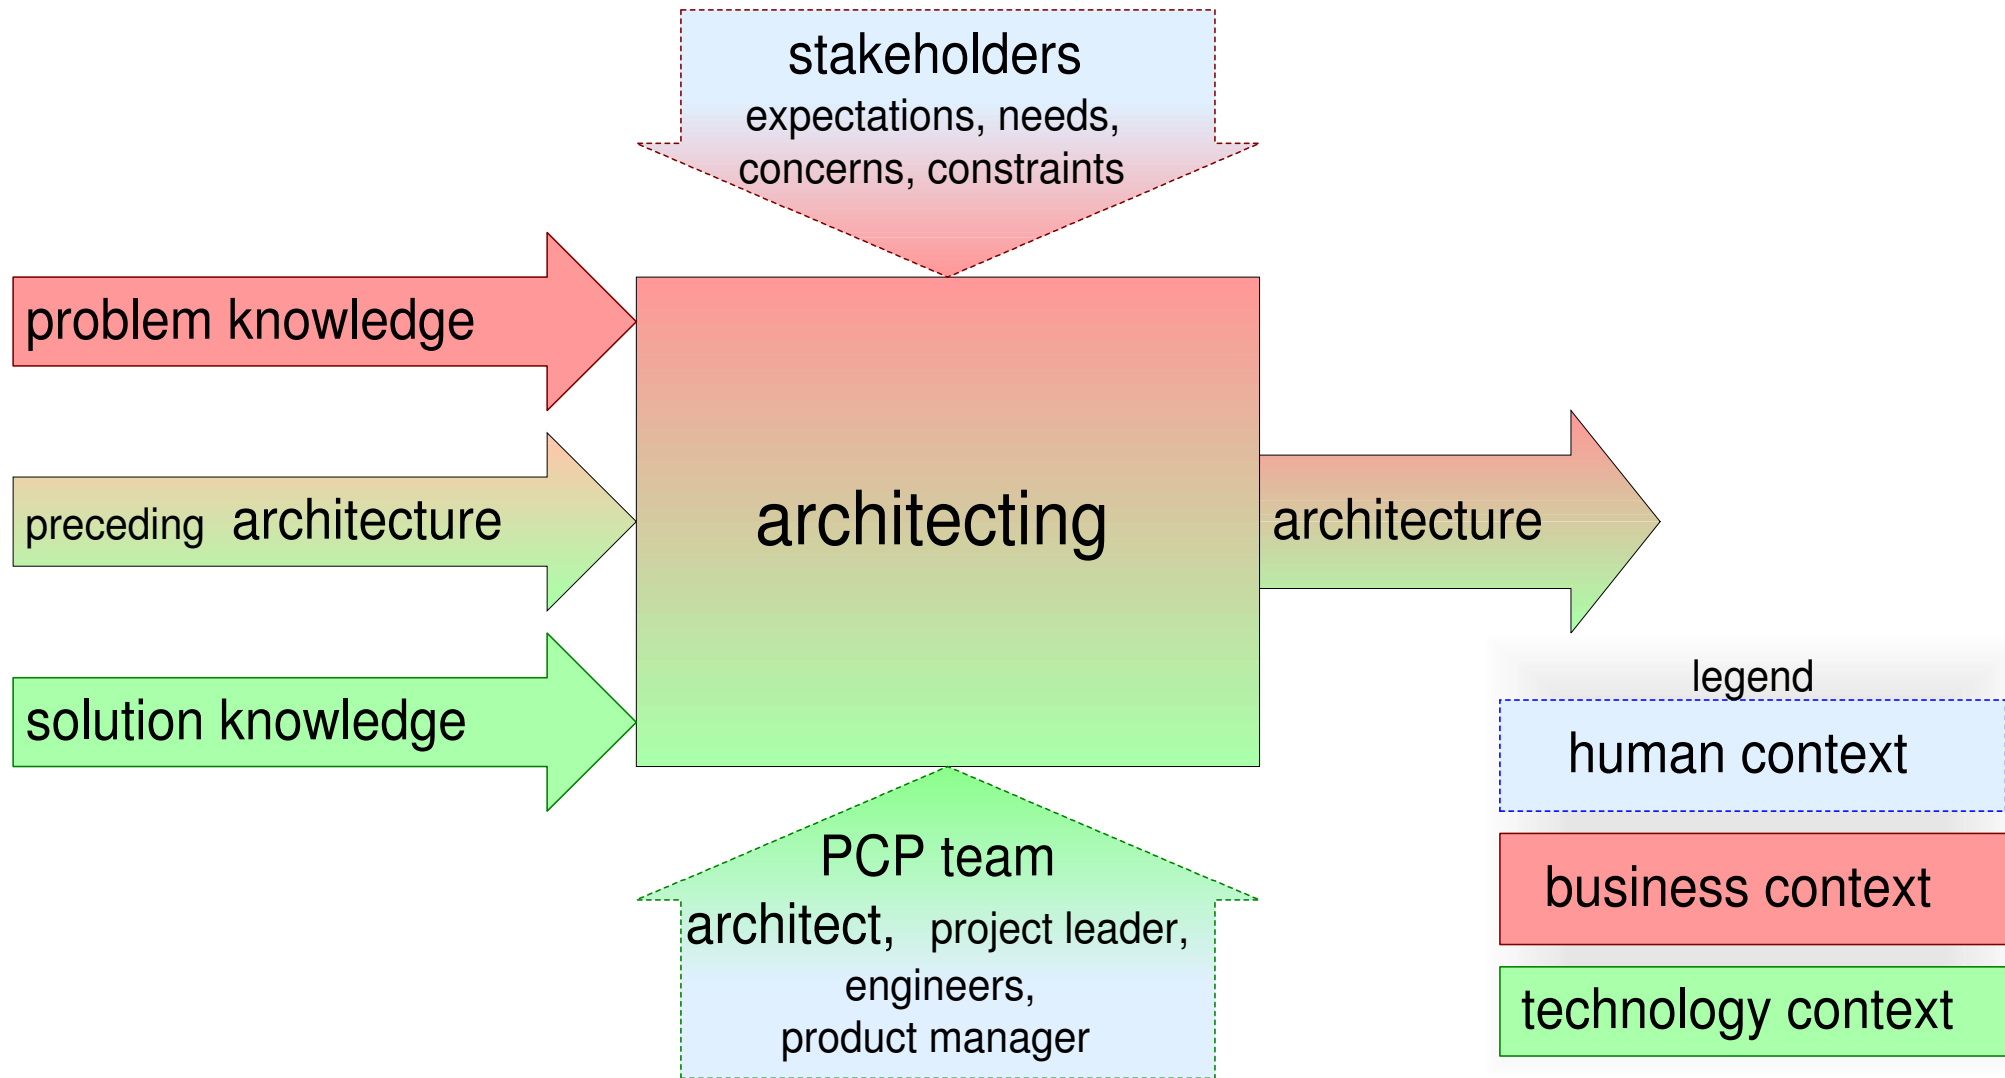 stakeholders
expectations, needs,
concerns, constraints
problem knowledge
preceding architecture
solution knowledge
architecting
architecture
PCP team
architect, project leader,
engineers,
product manager
legend
human context
business context
technology context